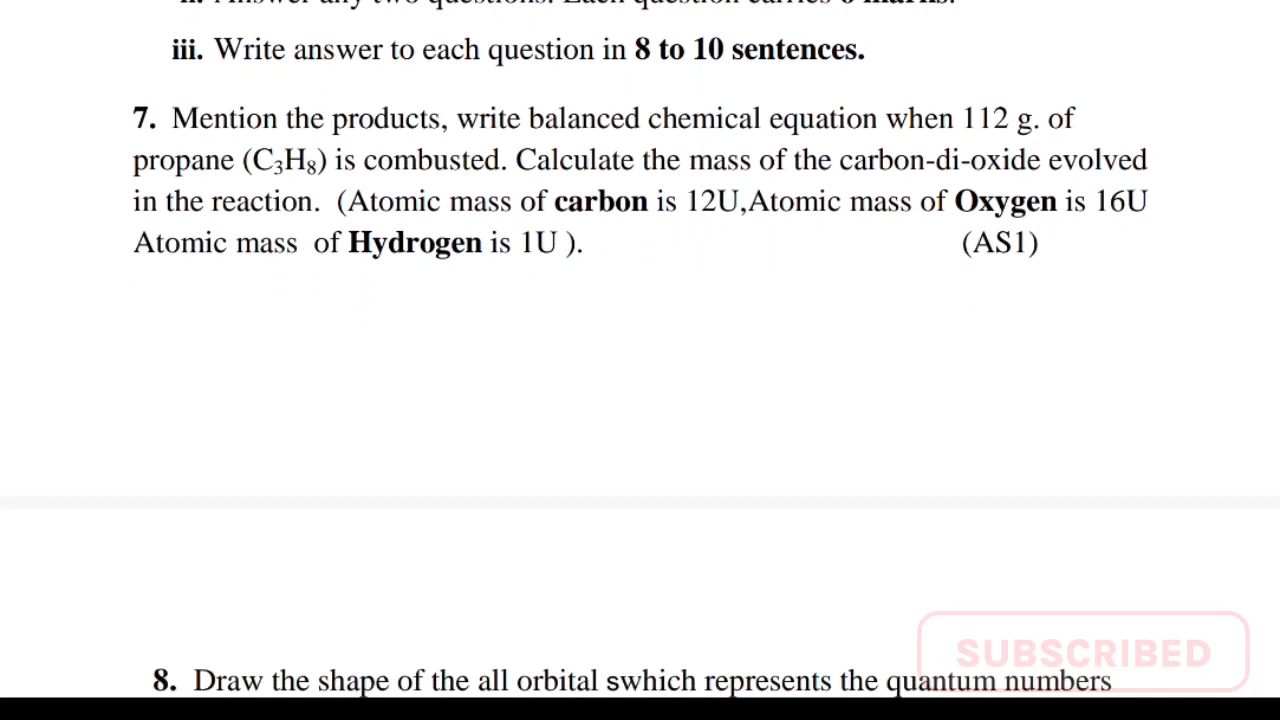 iii. Write answer to each question in 8 to 10 sentences.
7. Mention the products, write balanced chemical equation when 112 g. of
propane (C₃H₈) is combusted. Calculate the mass of the carbon-di-oxide evolved
in the reaction. (Atomic mass of carbon is 12U,Atomic mass of Oxygen is 16U
Atomic mass of Hydrogen is 1U ). (AS1)
SUBSCRIBED
8. Draw the shape of the all orbital swhich represents the quantum numbers